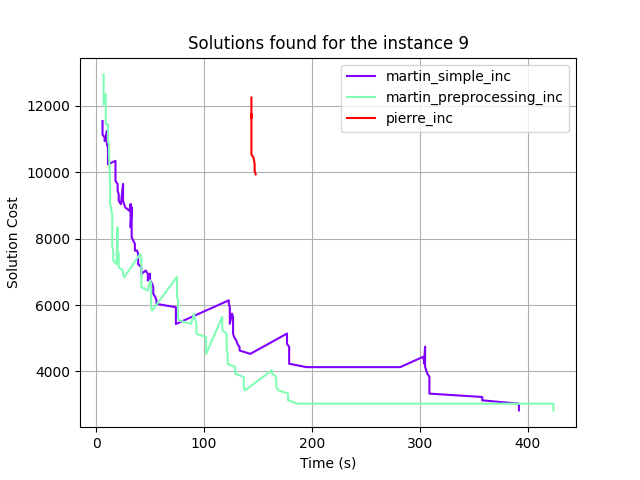 Solutions found for the instance 9
martin_simple_inc
martin_preprocessing_inc
pierre_inc
Solution Cost
12000
10000
8000
6000
4000
0 100 200 300 400
Time (s)